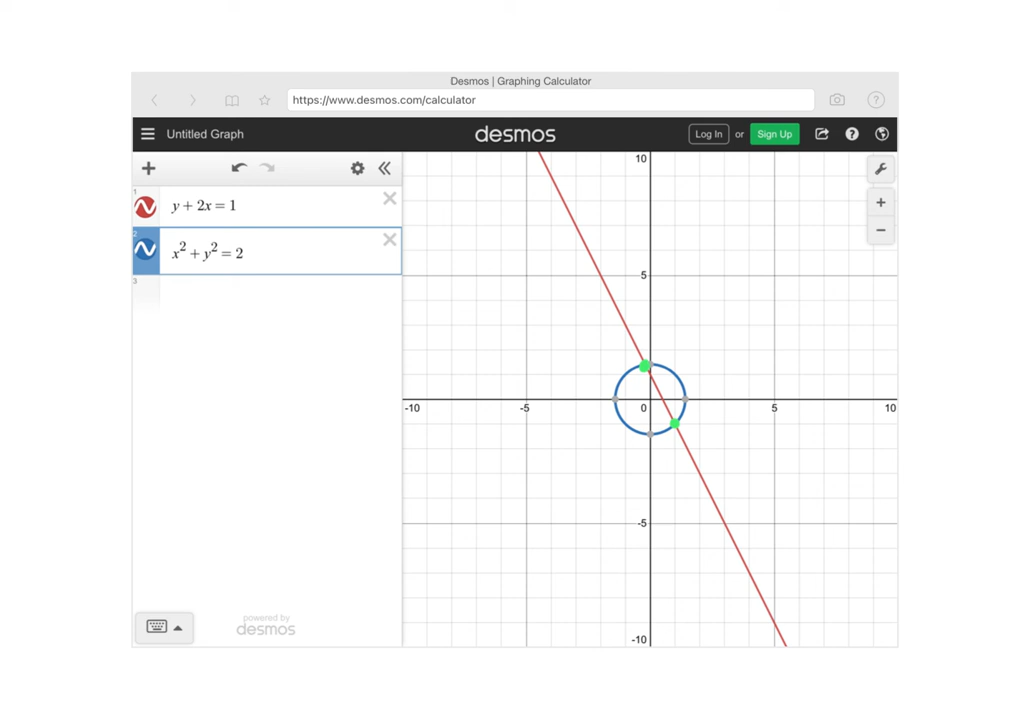 Desmos | Graphing Calculator
https://www.desmos.com/calculator
Untitled Graph
desmos
Log In or Sign Up
1
y + 2x = 1
2
x² + y² = 2
3
10
5
-10 -5 0 5 10
-5
-10
powered by
desmos